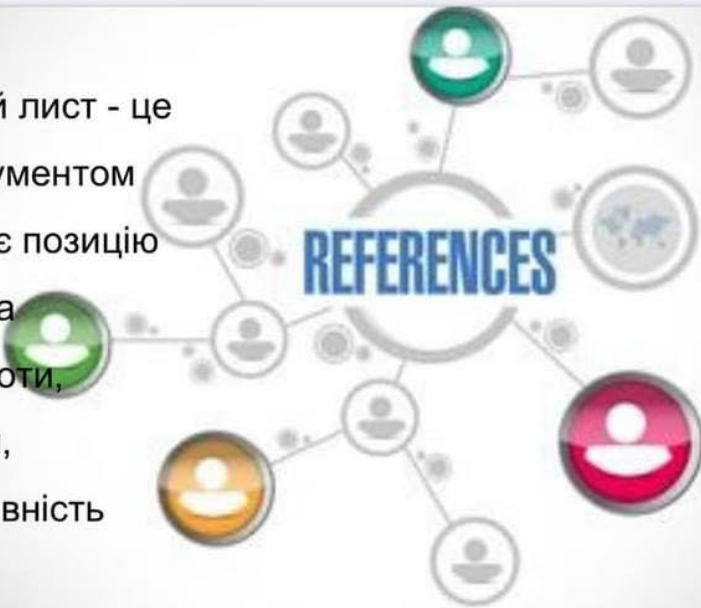 й лист - це
ументом
є позицію
а
оти,
,
вність
REFERENCES